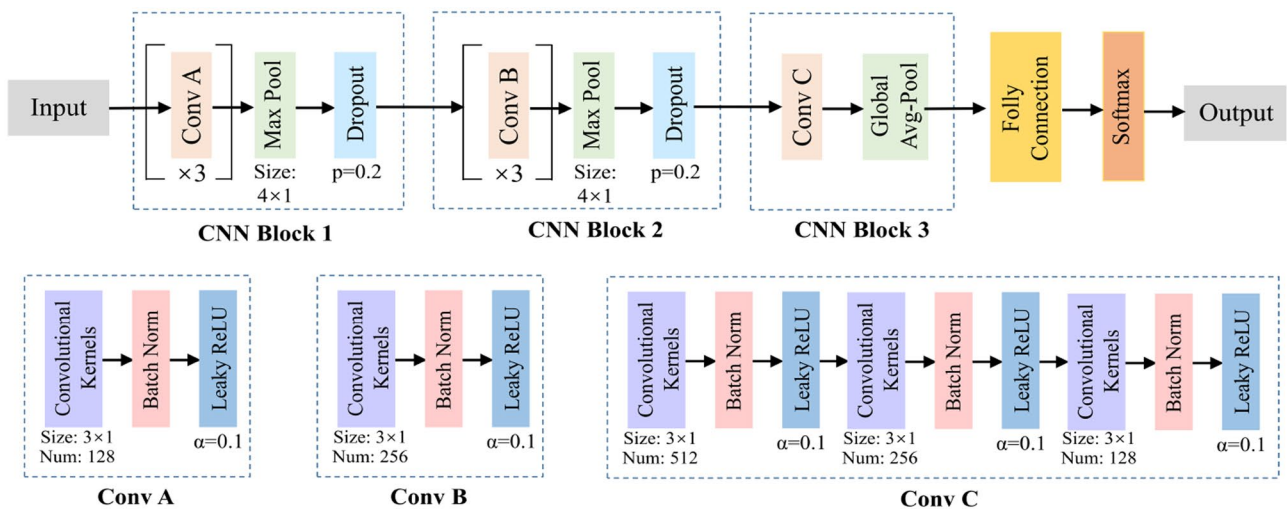 Input
Conv A
×3
Max Pool
Size:
4×1
Dropout
p=0.2
CNN Block 1
Conv B
×3
Max Pool
Size:
4×1
Dropout
p=0.2
CNN Block 2
Conv C
Global
Avg-Pool
CNN Block 3
Folly
Connection
Softmax
Output
Convolutional
Kernels
Size: 3×1
Num: 128
Batch Norm
Leaky ReLU
α=0.1
Conv A
Convolutional
Kernels
Size: 3×1
Num: 256
Batch Norm
Leaky ReLU
α=0.1
Conv B
Convolutional
Kernels
Size: 3×1
Num: 512
Batch Norm
Leaky ReLU
α=0.1
Convolutional
Kernels
Size: 3×1
Num: 256
Batch Norm
Leaky ReLU
α=0.1
Convolutional
Kernels
Size: 3×1
Num: 128
Batch Norm
Leaky ReLU
α=0.1
Conv C